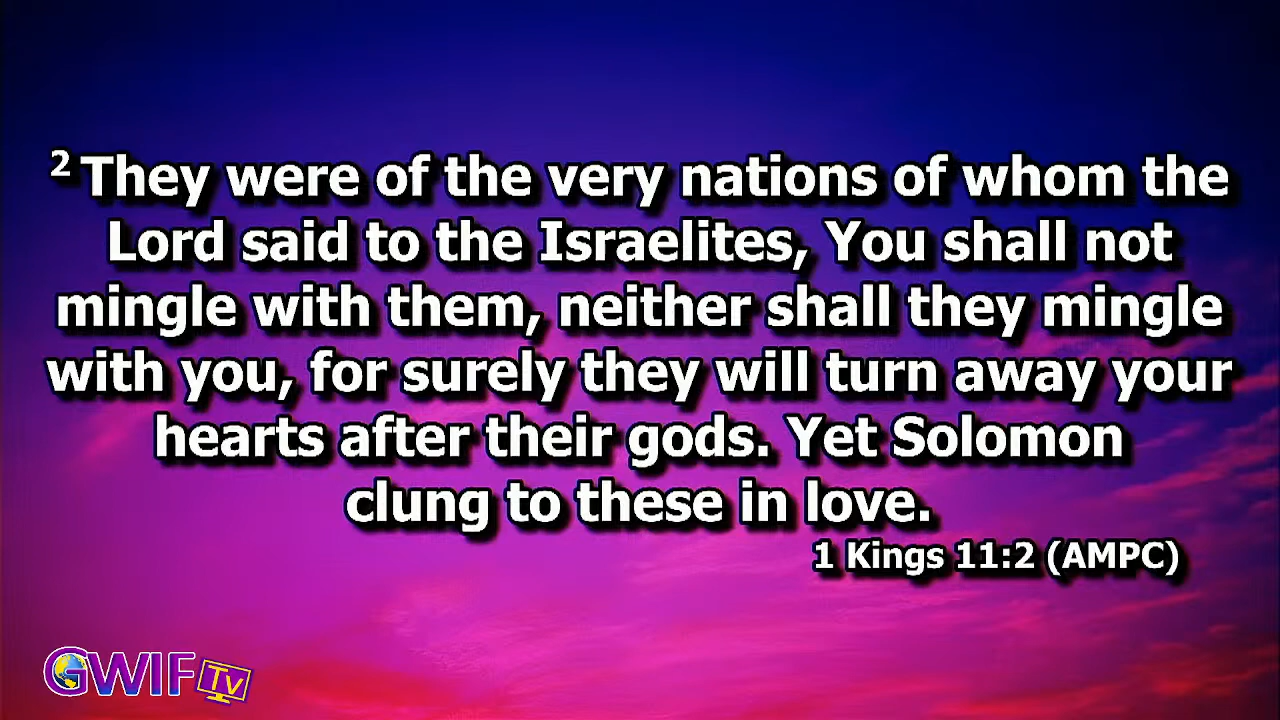 2 They were of the very nations of whom the
Lord said to the Israelites, You shall not
mingle with them, neither shall they mingle
with you, for surely they will turn away your
hearts after their gods. Yet Solomon
clung to these in love.
1 Kings 11:2 (AMPC)
GWIF TV